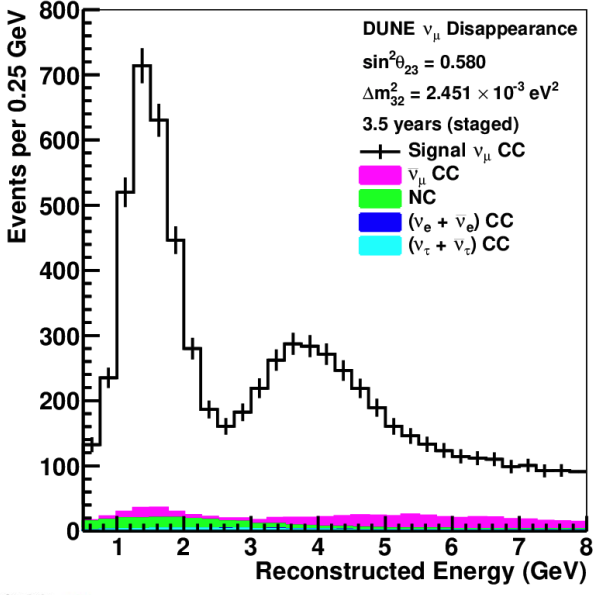 DUNE νμ Disappearance
sin²θ₂₃ = 0.580
Δm²₃₂ = 2.451 × 10⁻³ eV²
3.5 years (staged)
Signal νμ CC
ν̄μ CC
NC
(νe + ν̄e) CC
(ντ + ν̄τ) CC
Events per 0.25 GeV
800
700
600
500
400
300
200
100
0
1 2 3 4 5 6 7 8
Reconstructed Energy (GeV)